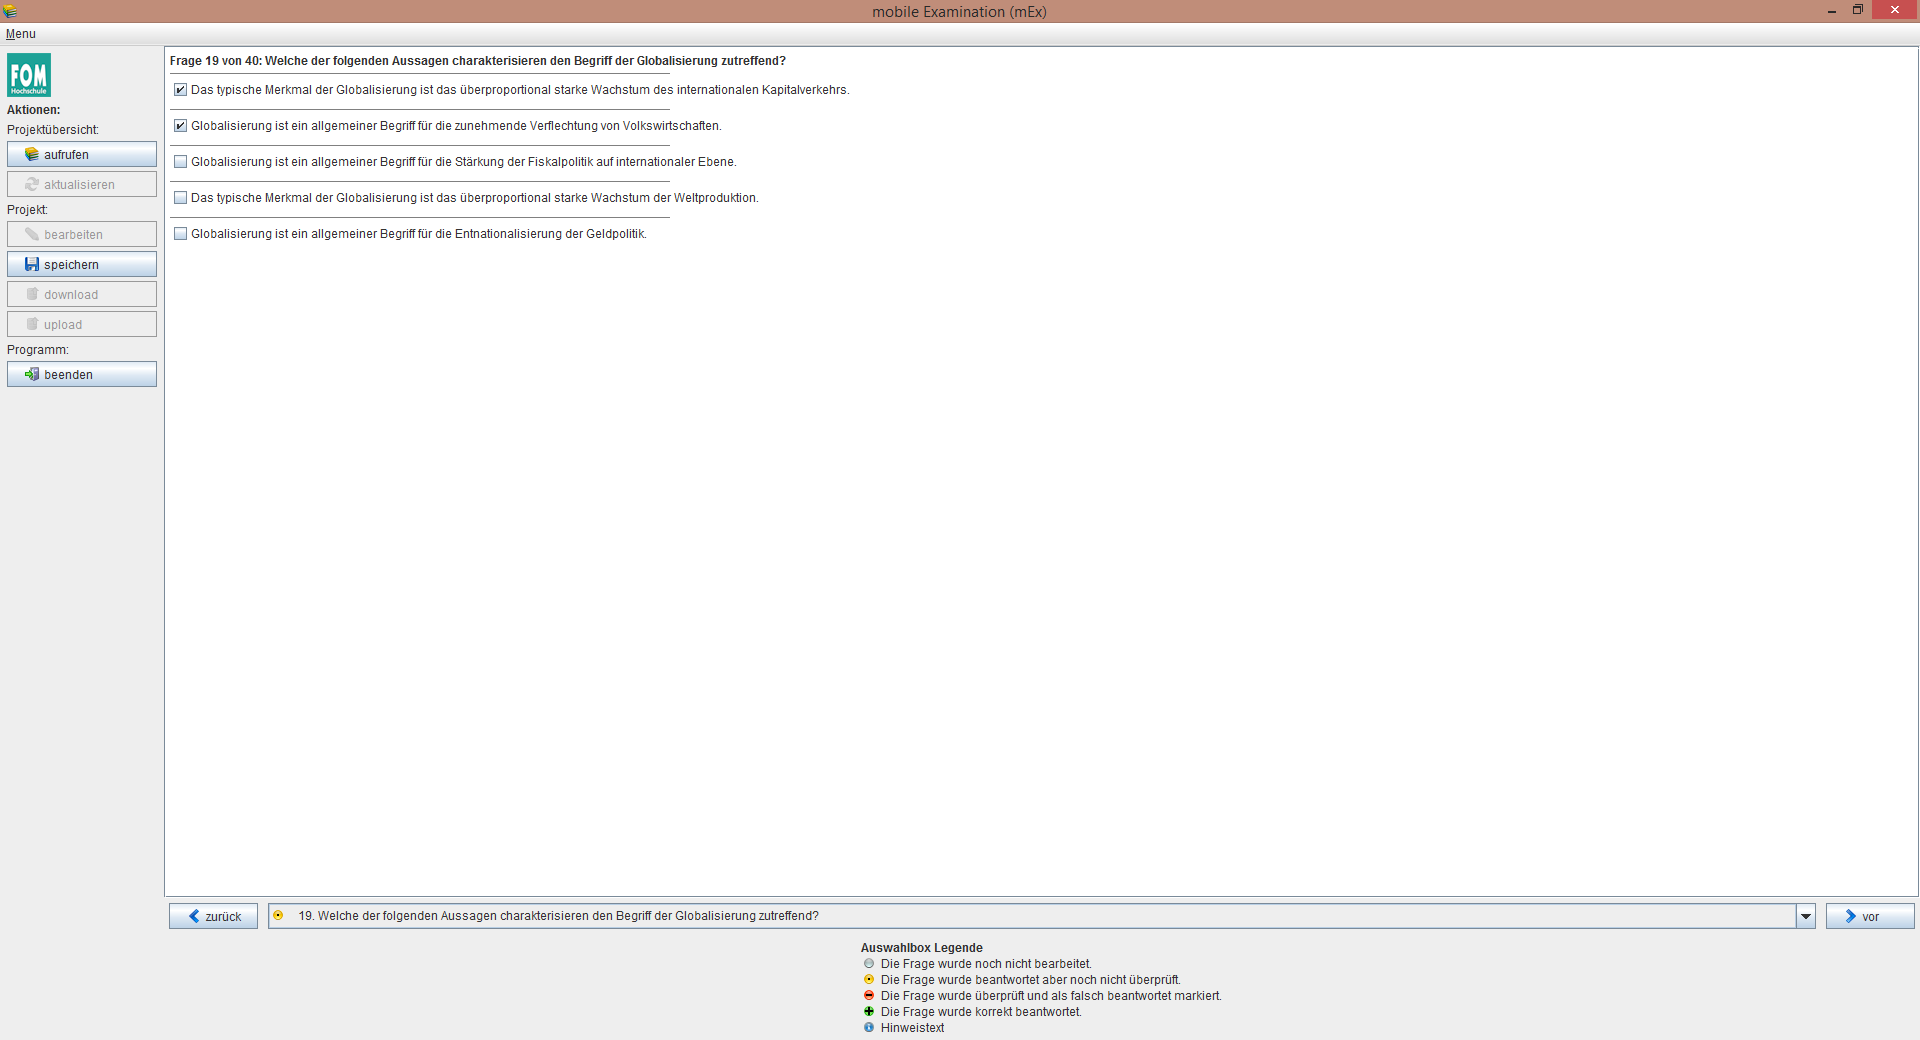 mobile Examination (mEx)
Menu
FOM
Hochschule
Aktionen:
Projektübersicht:
aufrufen
aktualisieren
Projekt:
bearbeiten
speichern
download
upload
Programm:
beenden
Frage 19 von 40: Welche der folgenden Aussagen charakterisieren den Begriff der Globalisierung zutreffend?
Das typische Merkmal der Globalisierung ist das überproportional starke Wachstum des internationalen Kapitalverkehrs.
Globalisierung ist ein allgemeiner Begriff für die zunehmende Verflechtung von Volkswirtschaften.
Globalisierung ist ein allgemeiner Begriff für die Stärkung der Fiskalpolitik auf internationaler Ebene.
Das typische Merkmal der Globalisierung ist das überproportional starke Wachstum der Weltproduktion.
Globalisierung ist ein allgemeiner Begriff für die Entnationalisierung der Geldpolitik.
zurück
19. Welche der folgenden Aussagen charakterisieren den Begriff der Globalisierung zutreffend?
vor
Auswahlbox Legende
Die Frage wurde noch nicht bearbeitet.
Die Frage wurde beantwortet aber noch nicht überprüft.
Die Frage wurde überprüft und als falsch beantwortet markiert.
Die Frage wurde korrekt beantwortet.
Hinweistext